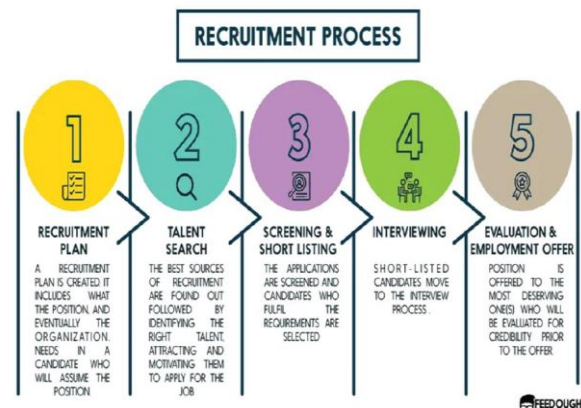 RECRUITMENT PROCESS
1
2
3
4
5
RECRUITMENT
PLAN
A RECRUITMENT
PLAN IS CREATED IT
INCLUDES WHAT
THE POSITION, AND
EVENTUALLY THE
ORGANIZATION.
NEEDS IN A
CANDIDATE WHO
WILL ASSUME THE
POSITION
TALENT
SEARCH
THE BEST SOURCES
OF RECRUITMENT
ARE FOUND OUT
FOLLOWED BY
IDENTIFYING THE
RIGHT TALENT,
ATTRACTING AND
MOTIVATING THEM
TO APPLY FOR THE
JOB
SCREENING &
SHORT LISTING
THE APPLICATIONS
ARE SCREENED AND
CANDIDATES WHO
FULFIL THE
REQUIREMENTS ARE
SELECTED
INTERVIEWING
SHORT-LISTED
CANDIDATES MOVE
TO THE INTERVIEW
PROCESS.
EVALUATION &
EMPLOYMENT OFFER
POSITION IS
OFFERED TO THE
MOST DESERVING
ONE(S) WHO WILL
BE EVALUATED FOR
CREDIBILITY PRIOR
TO THE OFFER
FEEDOUGH